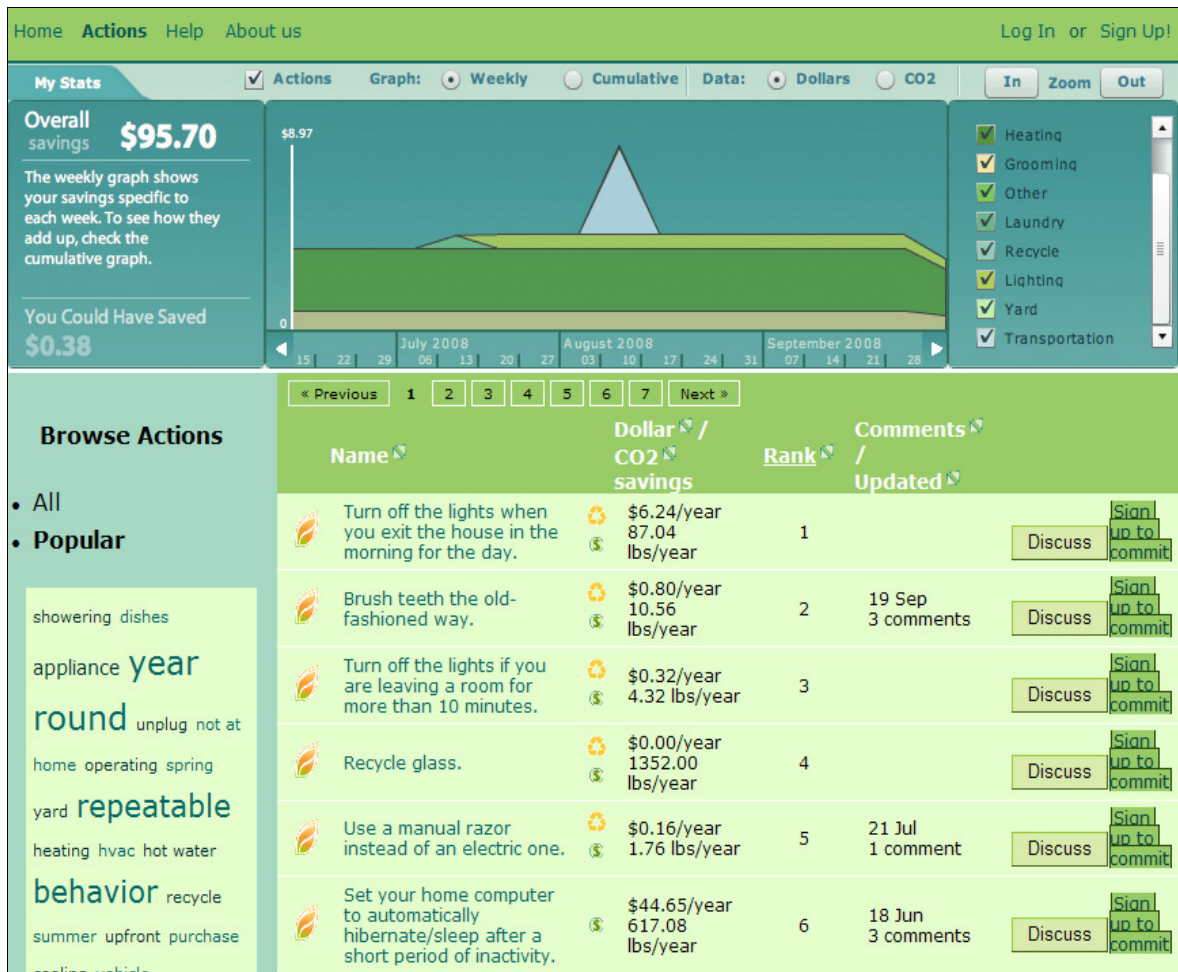 Home Actions Help About us Log In or Sign Up!
My Stats Actions Graph: Weekly Cumulative Data: Dollars CO2 In Zoom Out
Overall
savings $95.70
The weekly graph shows
your savings specific to
each week. To see how they
add up, check the
cumulative graph.
You Could Have Saved
$0.38
$8.97
0
July 2008 August 2008 September 2008
15 22 29 06 13 20 27 03 10 17 24 31 07 14 21 28
Heating
Grooming
Other
Laundry
Recycle
Lighting
Yard
Transportation
Browse Actions
• All
• Popular
showering dishes
appliance year
round unplug not at
home operating spring
yard repeatable
heating hvac hot water
behavior recycle
summer upfront purchase
« Previous 1 2 3 4 5 6 7 Next »
Name
Dollar /
CO2
savings
Rank
Comments
/
Updated
Turn off the lights when
you exit the house in the
morning for the day.
$6.24/year
87.04
lbs/year
1
Discuss
Sign
up to
commit
Brush teeth the old-
fashioned way.
$0.80/year
10.56
lbs/year
2
19 Sep
3 comments
Discuss
Sign
up to
commit
Turn off the lights if you
are leaving a room for
more than 10 minutes.
$0.32/year
4.32 lbs/year
3
Discuss
Sign
up to
commit
Recycle glass.
$0.00/year
1352.00
lbs/year
4
Discuss
Sign
up to
commit
Use a manual razor
instead of an electric one.
$0.16/year
1.76 lbs/year
5
21 Jul
1 comment
Discuss
Sign
up to
commit
Set your home computer
to automatically
hibernate/sleep after a
short period of inactivity.
$44.65/year
617.08
lbs/year
6
18 Jun
3 comments
Discuss
Sign
up to
commit